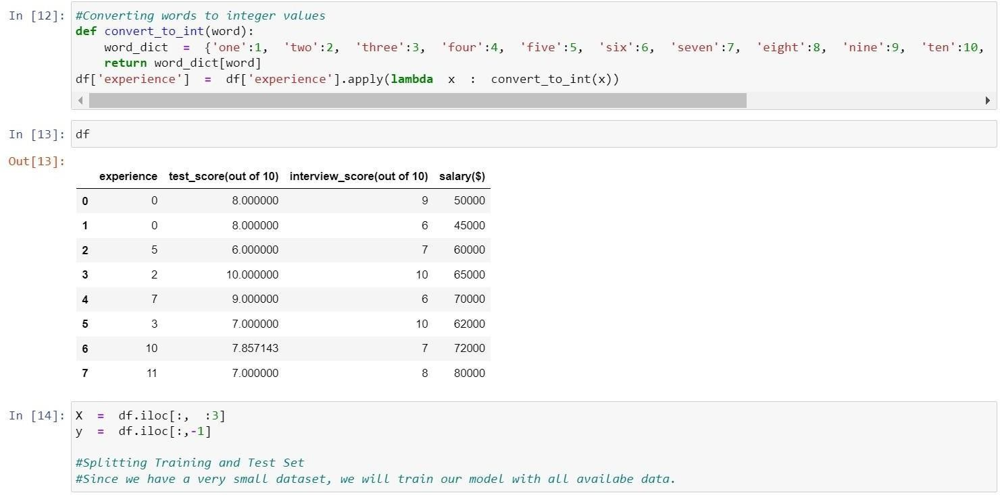 In [12]: #Converting words to integer values
def convert_to_int(word):
    word_dict = {'one':1, 'two':2, 'three':3, 'four':4, 'five':5, 'six':6, 'seven':7, 'eight':8, 'nine':9, 'ten':10,
    return word_dict[word]
df['experience'] = df['experience'].apply(lambda x : convert_to_int(x))
In [13]: df
Out[13]:
experience test_score(out of 10) interview_score(out of 10) salary($)
0 0 8.000000 9 50000
1 0 8.000000 6 45000
2 5 6.000000 7 60000
3 2 10.000000 10 65000
4 7 9.000000 6 70000
5 3 7.000000 10 62000
6 10 7.857143 7 72000
7 11 7.000000 8 80000
In [14]: X = df.iloc[:, :3]
y = df.iloc[:,-1]
#Splitting Training and Test Set
#Since we have a very small dataset, we will train our model with all availabe data.